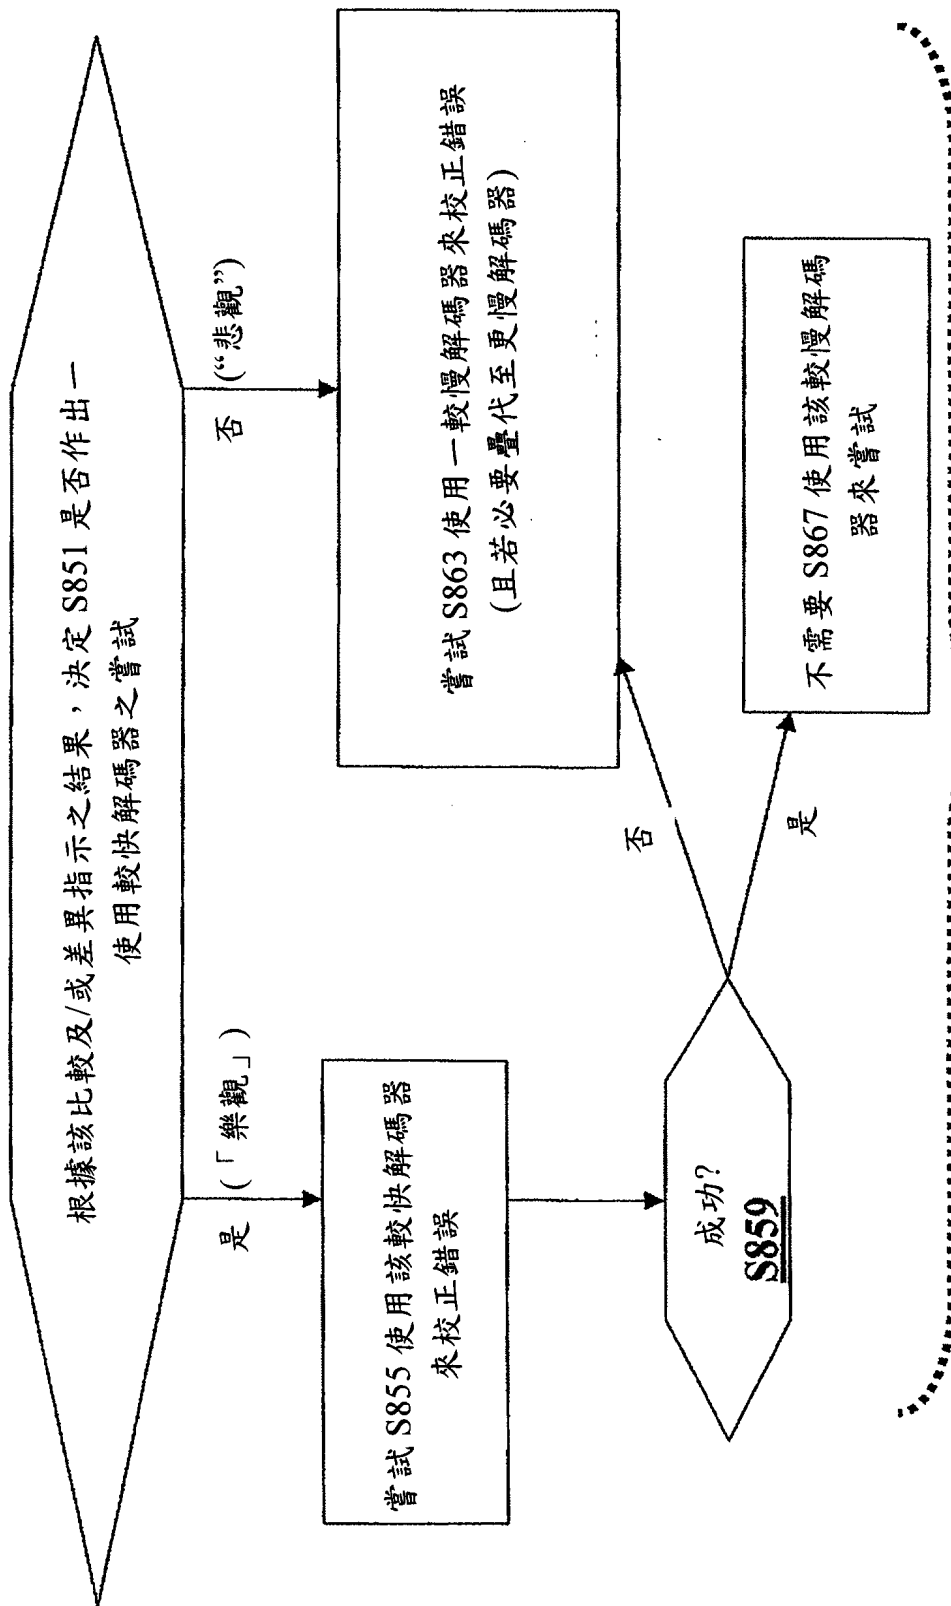 根據該比較及/或差異指示之結果，決定 S851 是否作出一
使用較快解碼器之嘗試
是 (「樂觀」)
否 (“悲觀”)
嘗試 S855 使用該較快解碼器
來校正錯誤
嘗試 S863 使用一較慢解碼器來校正錯誤
(且若必要疊代至更慢解碼器)
成功?
S859
否
是
不需要 S867 使用該較慢解碼
器來嘗試